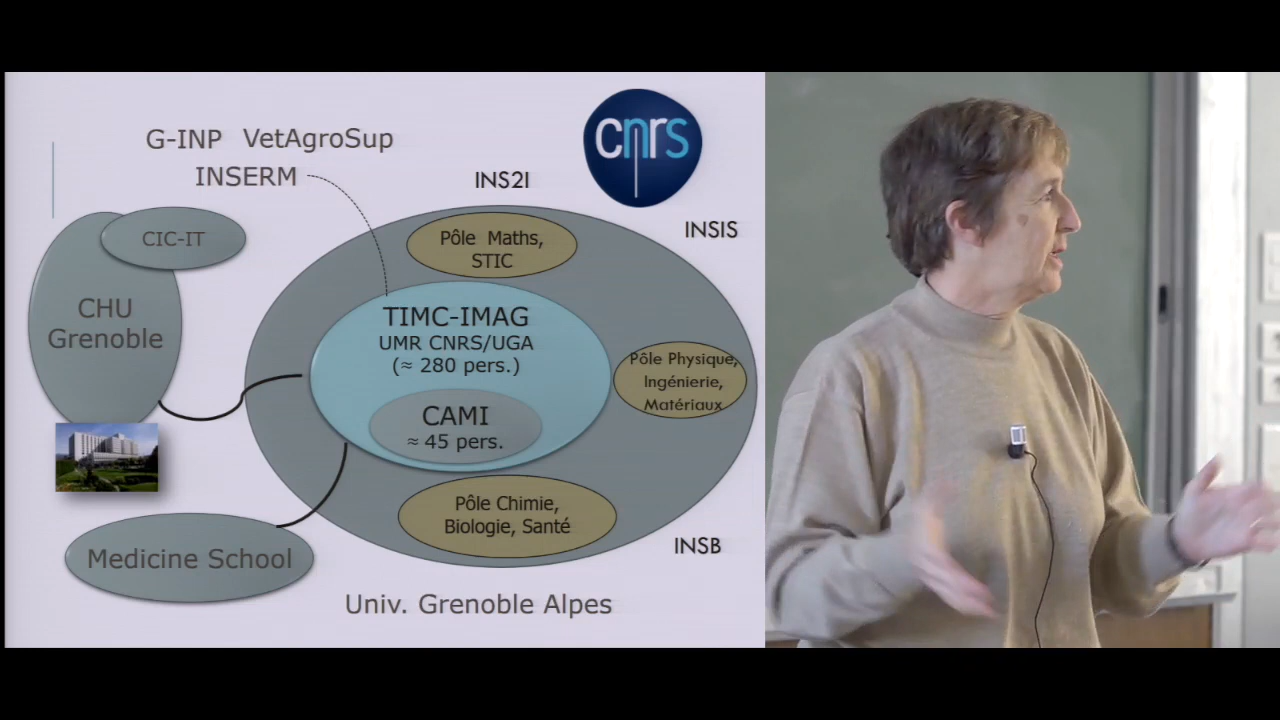 G-INP VetAgroSup
INSERM
cnrs
INS2I
INSIS
CIC-IT
Pôle Maths,
STIC
CHU
Grenoble
TIMC-IMAG
UMR CNRS/UGA
(≈ 280 pers.)
Pôle Physique,
Ingénierie,
Matériaux
CAMI
≈ 45 pers.
Pôle Chimie,
Biologie, Santé
INSB
Medicine School
Univ. Grenoble Alpes